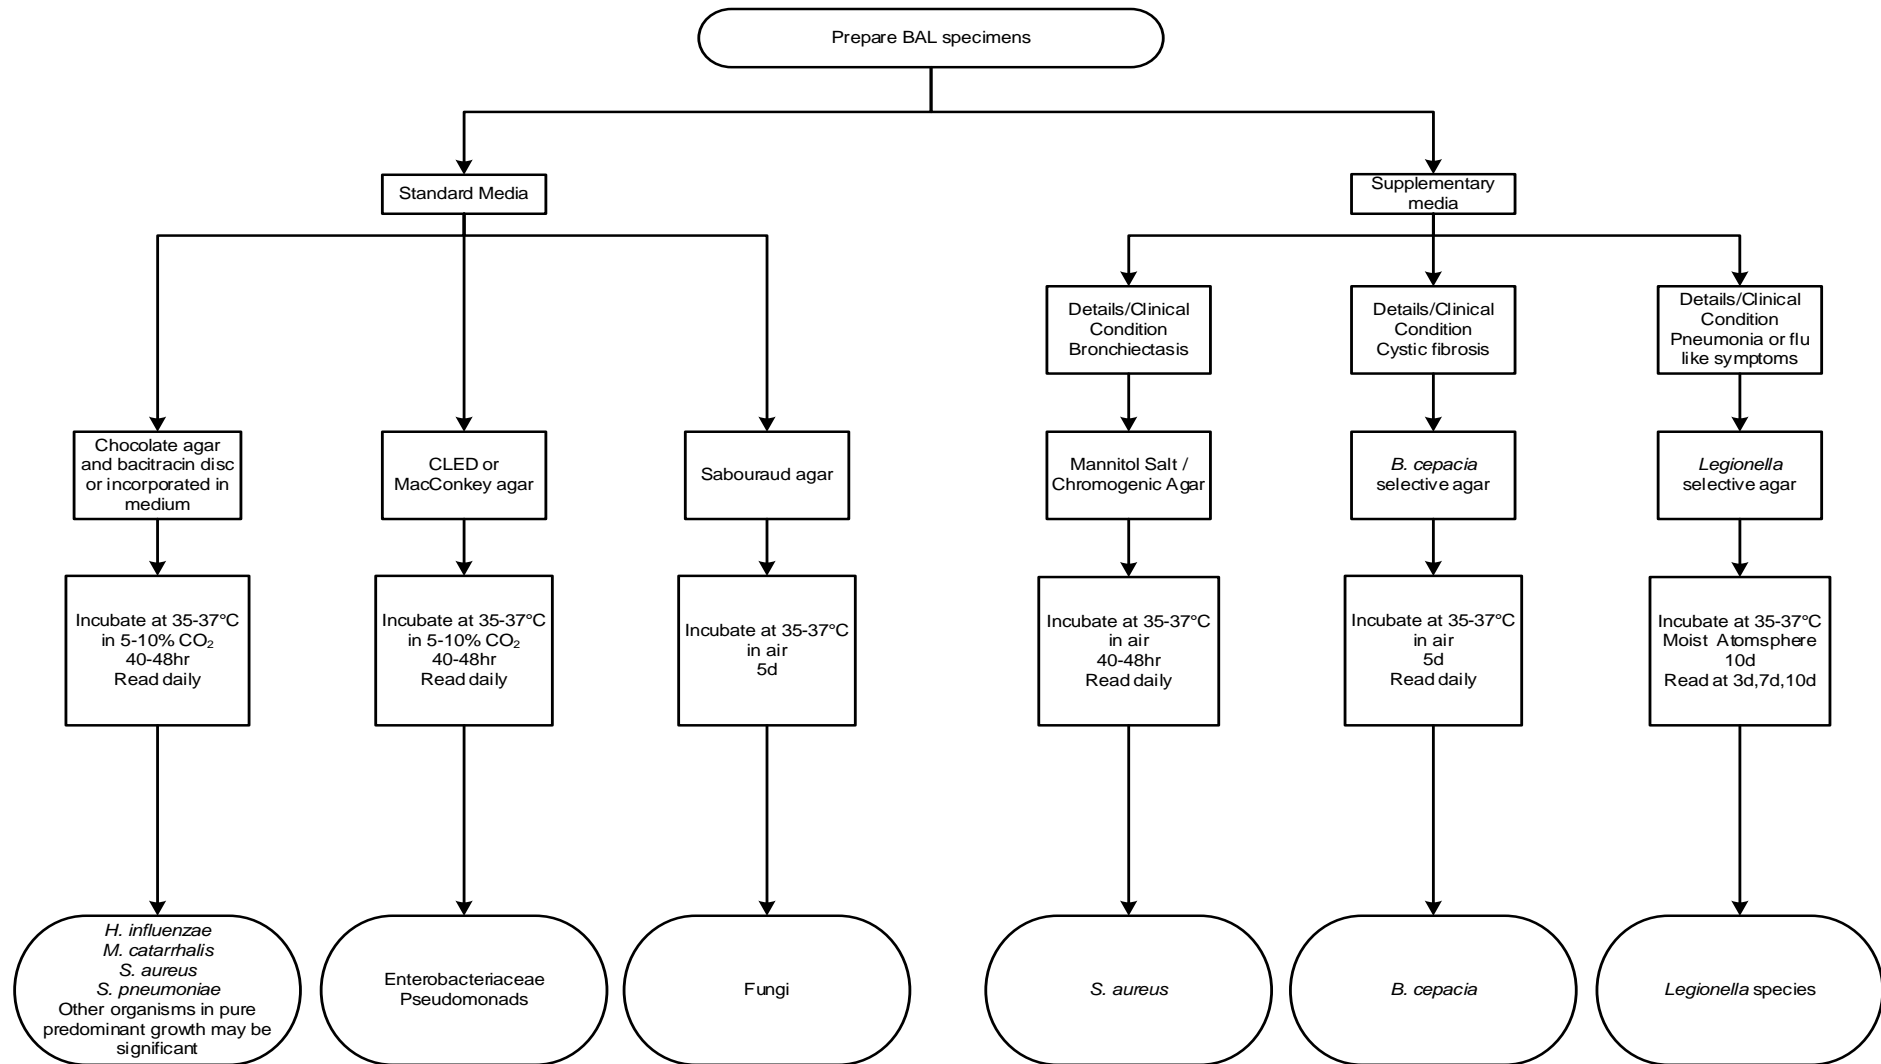 Prepare BAL specimens
Standard Media
Supplementary
media
Details/Clinical
Condition
Bronchiectasis
Details/Clinical
Condition
Cystic fibrosis
Details/Clinical
Condition
Pneumonia or flu
like symptoms
Chocolate agar
and bacitracin disc
or incorporated in
medium
CLED or
MacConkey agar
Sabouraud agar
Mannitol Salt /
Chromogenic Agar
B. cepacia
selective agar
Legionella
selective agar
Incubate at 35-37°C
in 5-10% CO₂
40-48hr
Read daily
Incubate at 35-37°C
in 5-10% CO₂
40-48hr
Read daily
Incubate at 35-37°C
in air
5d
Incubate at 35-37°C
in air
40-48hr
Read daily
Incubate at 35-37°C
in air
5d
Read daily
Incubate at 35-37°C
Moist Atomsphere
10d
Read at 3d,7d,10d
H. influenzae
M. catarrhalis
S. aureus
S. pneumoniae
Other organisms in pure
predominant growth may be
significant
Enterobacteriaceae
Pseudomonads
Fungi
S. aureus
B. cepacia
Legionella species